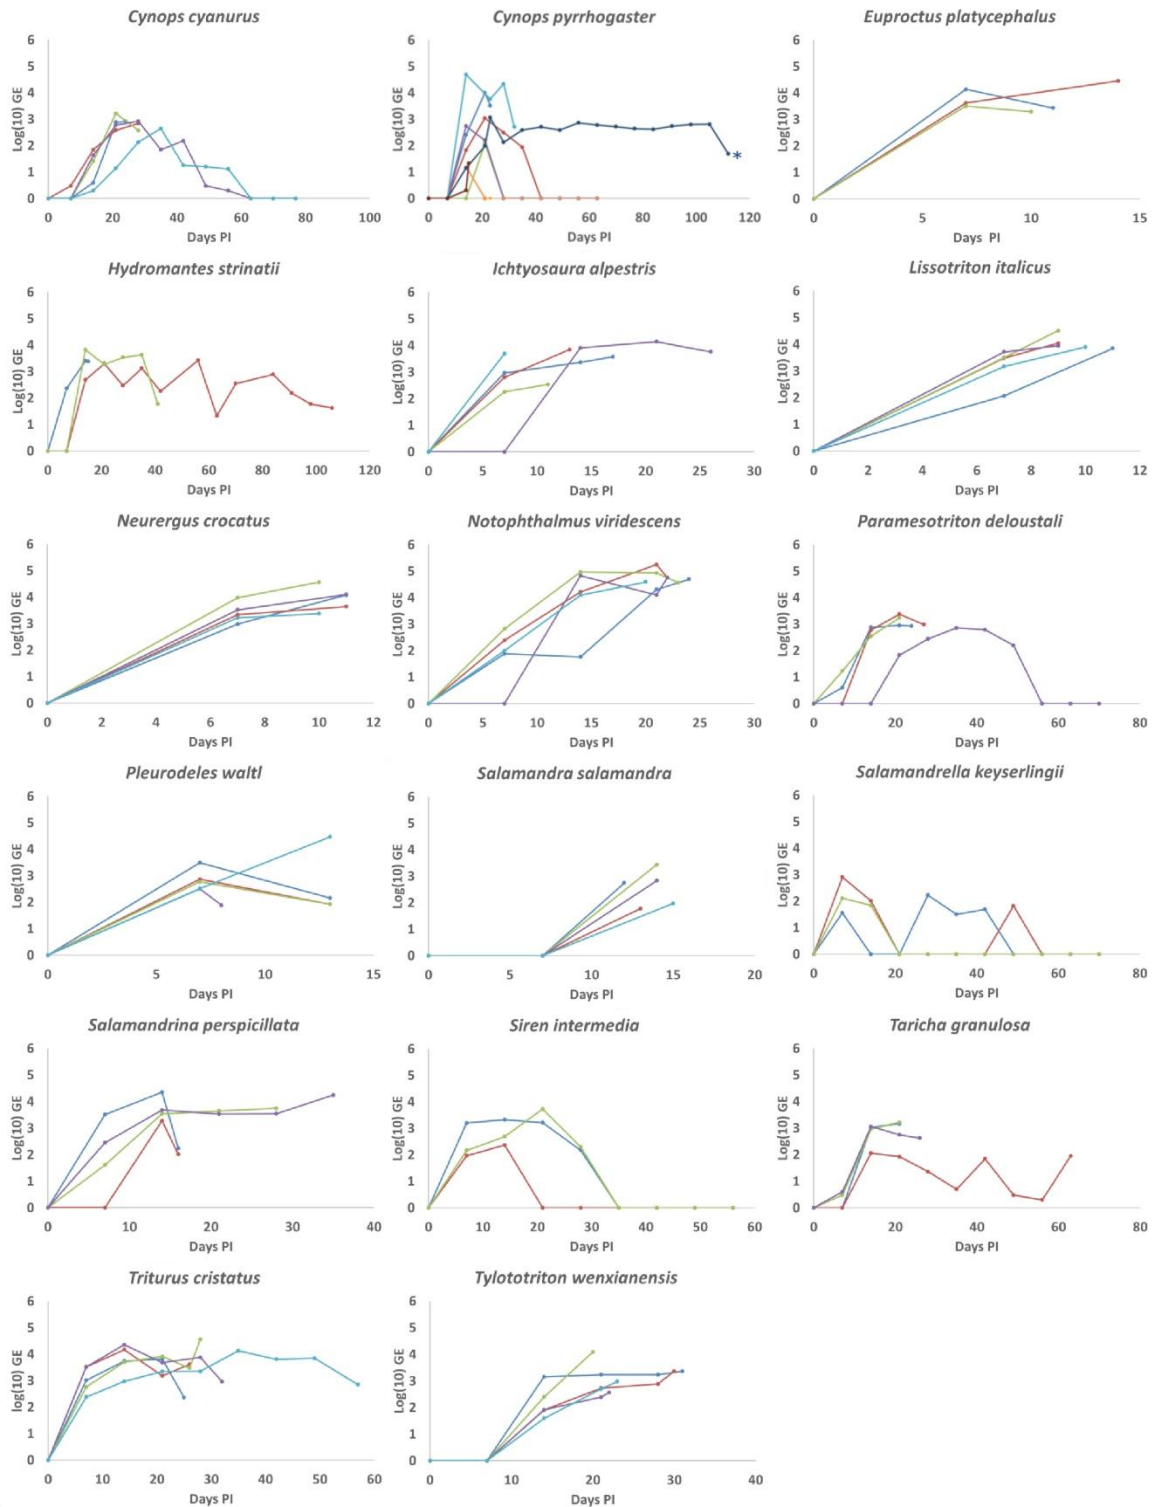 Cynops cyanurus
Log(10) GE
6
5
4
3
2
1
0
0 20 40 60 80 100
Days PI
Cynops pyrrhogaster
Log(10) GE
6
5
4
3
2
1
0
*
0 20 40 60 80 100 120
Days PI
Euproctus platycephalus
Log(10) GE
6
5
4
3
2
1
0
0 5 10 15
Days PI
Hydromantes strinatii
Log(10) GE
6
5
4
3
2
1
0
0 20 40 60 80 100 120
Days PI
Ichtyosaura alpestris
Log(10) GE
6
5
4
3
2
1
0
0 5 10 15 20 25 30
Days PI
Lissotriton italicus
Log(10) GE
6
5
4
3
2
1
0
0 2 4 6 8 10 12
Days PI
Neurergus crocatus
Log(10) GE
6
5
4
3
2
1
0
0 2 4 6 8 10 12
Days PI
Notophthalmus viridescens
Log(10) GE
6
5
4
3
2
1
0
0 5 10 15 20 25 30
Days PI
Paramesotriton deloustali
Log(10) GE
6
5
4
3
2
1
0
0 20 40 60 80
Days PI
Pleurodeles waltl
Log(10) GE
6
5
4
3
2
1
0
0 5 10 15
Days PI
Salamandra salamandra
Log(10) GE
6
5
4
3
2
1
0
0 5 10 15 20
Days PI
Salamandrella keyserlingii
Log(10) GE
6
5
4
3
2
1
0
0 20 40 60 80
Days PI
Salamandrina perspicillata
Log(10) GE
6
5
4
3
2
1
0
0 10 20 30 40
Days PI
Siren intermedia
Log(10) GE
6
5
4
3
2
1
0
0 10 20 30 40 50 60
Days PI
Taricha granulosa
Log(10) GE
6
5
4
3
2
1
0
0 20 40 60 80
Days PI
Triturus cristatus
log(10) GE
6
5
4
3
2
1
0
0 10 20 30 40 50 60
Days PI
Tylototriton wenxianensis
Log(10) GE
6
5
4
3
2
1
0
0 10 20 30 40
Days PI